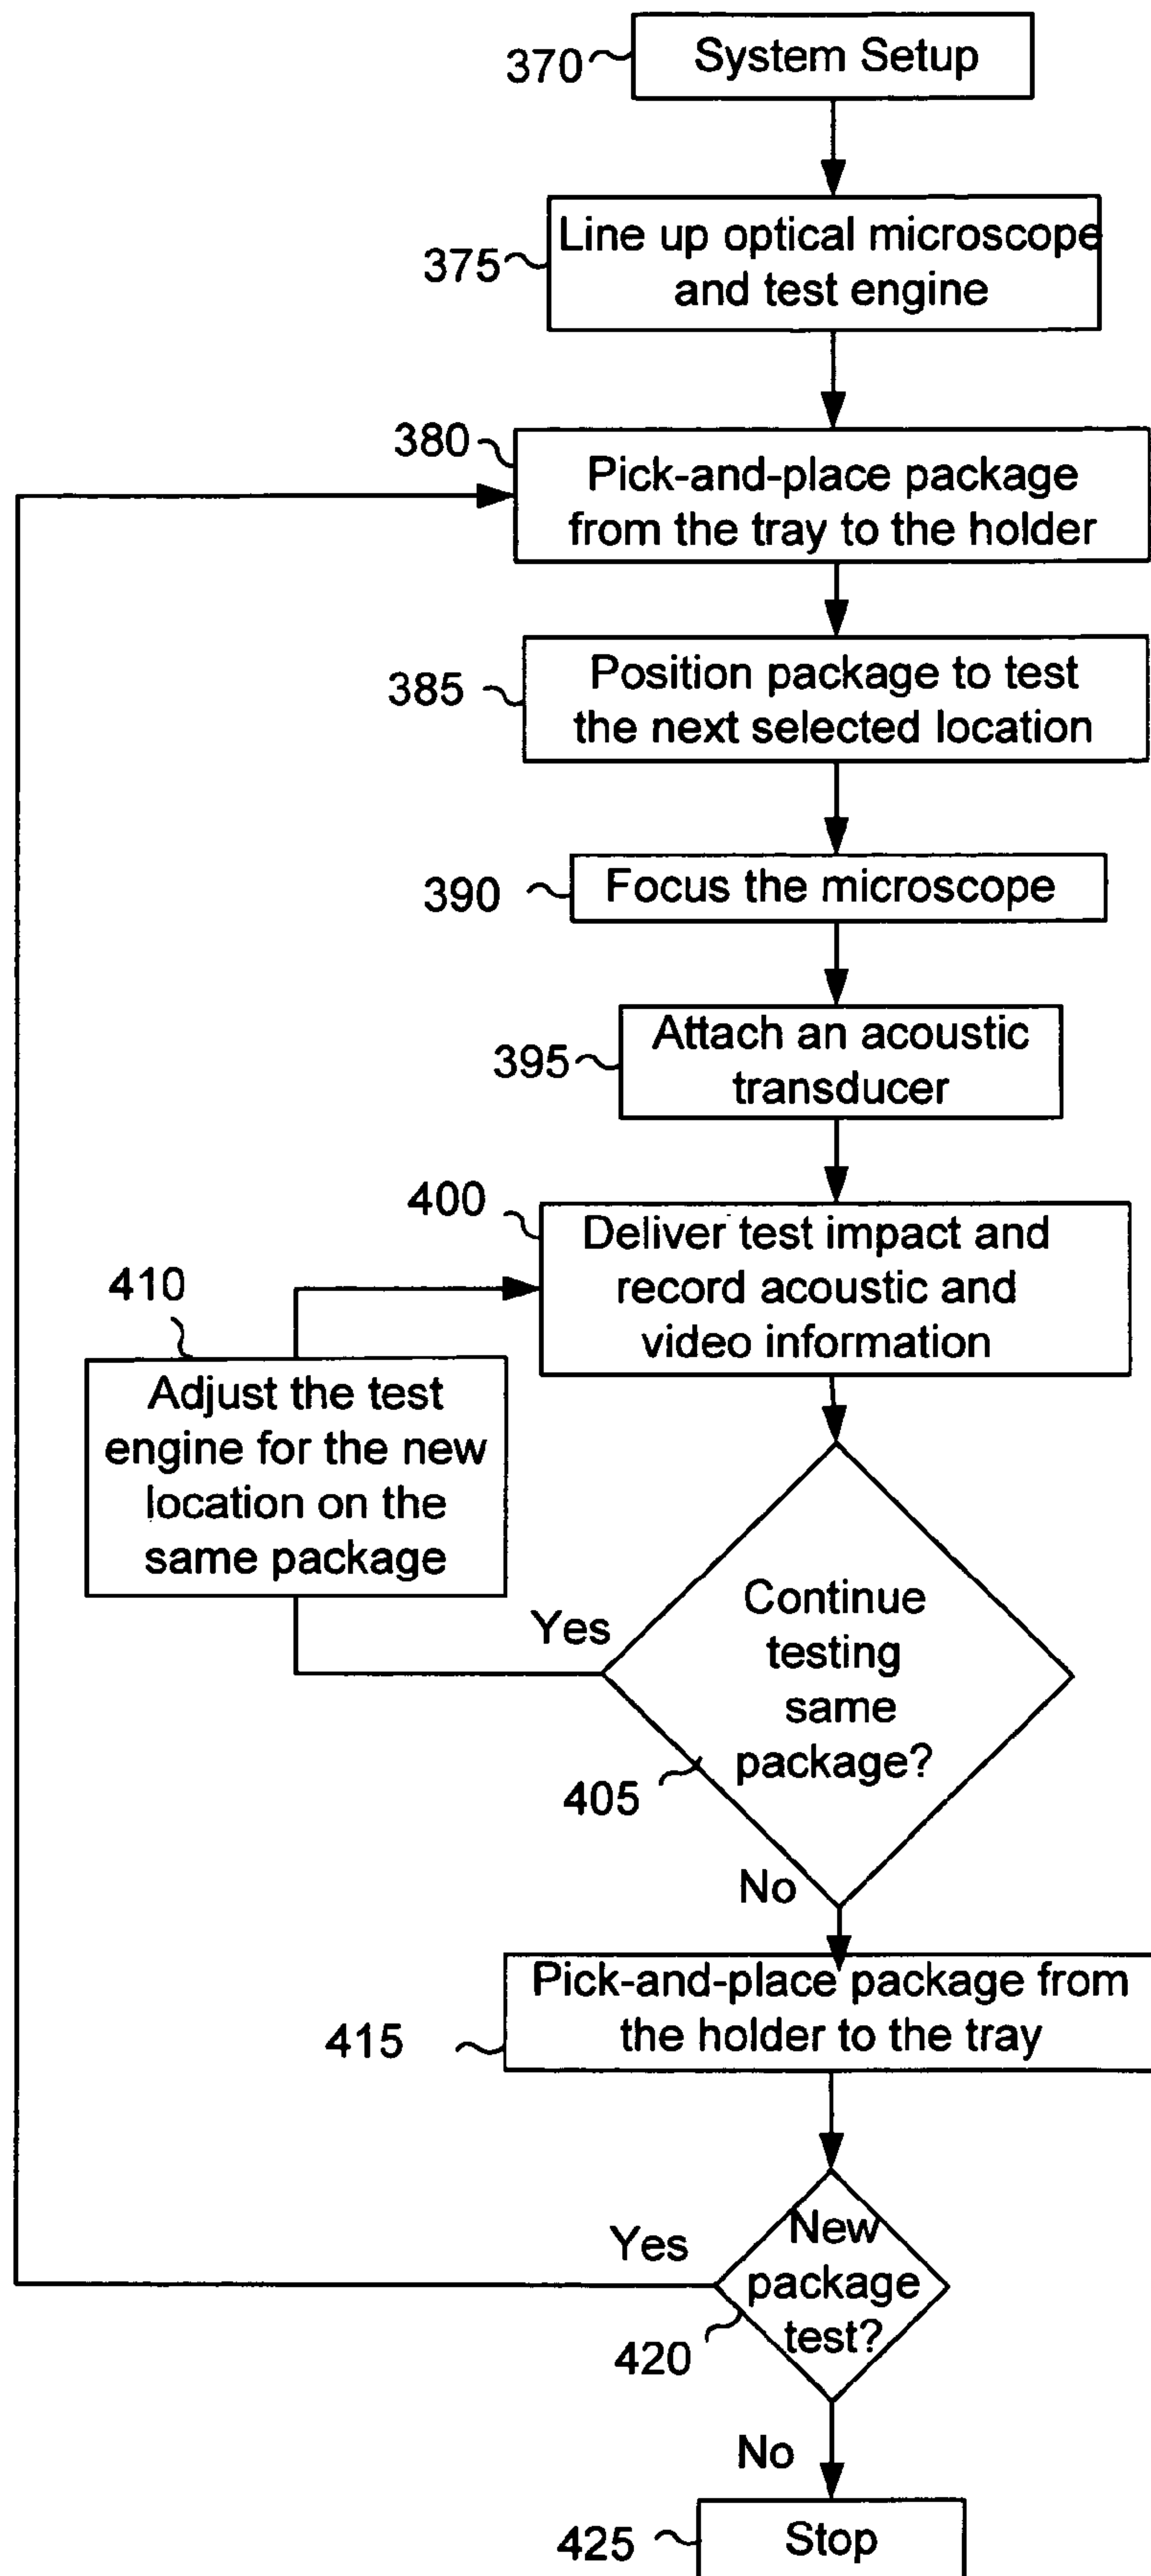 370
System Setup
375
Line up optical microscope
and test engine
380
Pick-and-place package
from the tray to the holder
385
Position package to test
the next selected location
390
Focus the microscope
395
Attach an acoustic
transducer
400
Deliver test impact and
record acoustic and
video information
410
Adjust the test
engine for the new
location on the
same package
Yes
Continue
testing
same
package?
405
No
415
Pick-and-place package from
the holder to the tray
Yes
New
package
test?
420
No
425
Stop